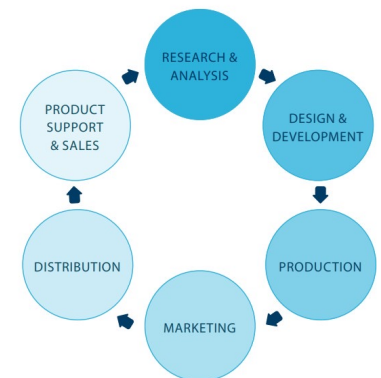 RESEARCH &
ANALYSIS
DESIGN &
DEVELOPMENT
PRODUCTION
MARKETING
DISTRIBUTION
PRODUCT
SUPPORT
& SALES